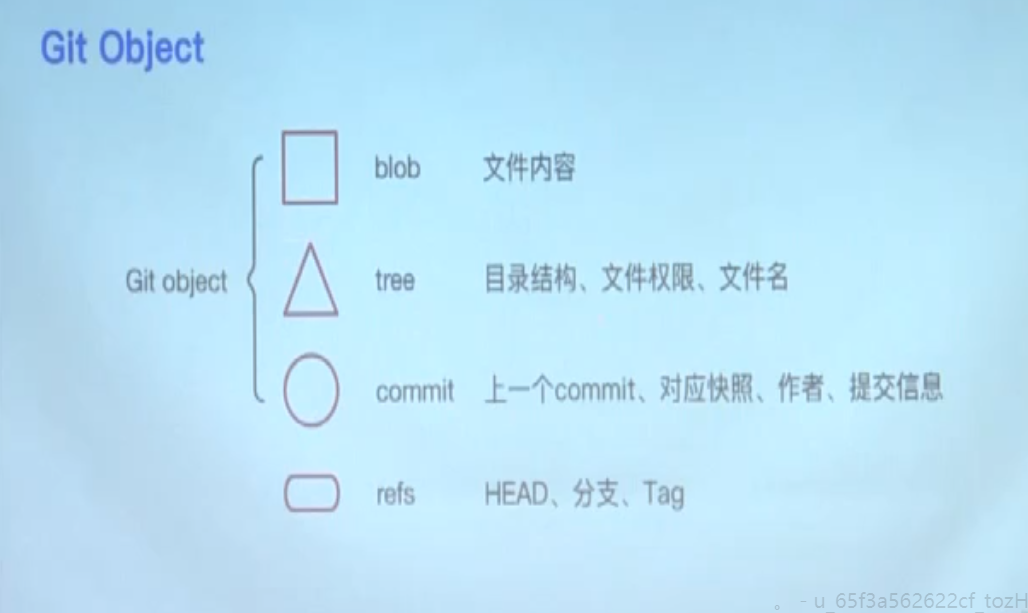 Git Object
blob 文件内容
Git object
tree 目录结构、文件权限、文件名
commit 上一个commit、对应快照、作者、提交信息
refs HEAD、分支、Tag
。 - u_65f3a562622cf_tozH